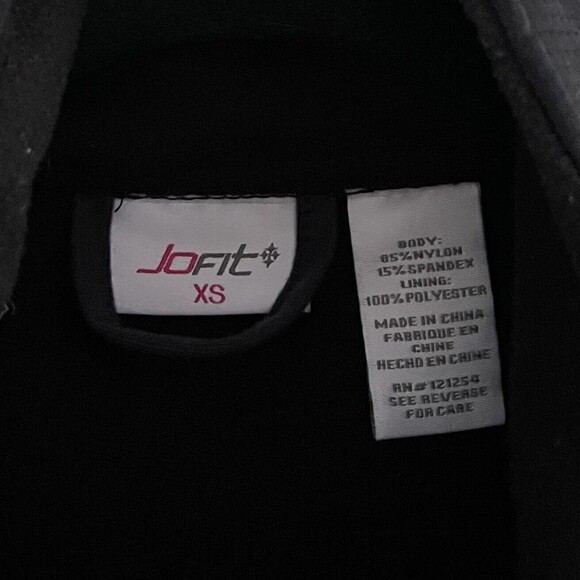 JOFIT
XS
BODY:
85%NYLON
15%SPANDEX
LINING:
100%POLYESTER
MADE IN CHINA
FABRIQUE EN
CHINE
HECHO EN CHINE
RN# 121254
SEE REVERSE
FOR CARE